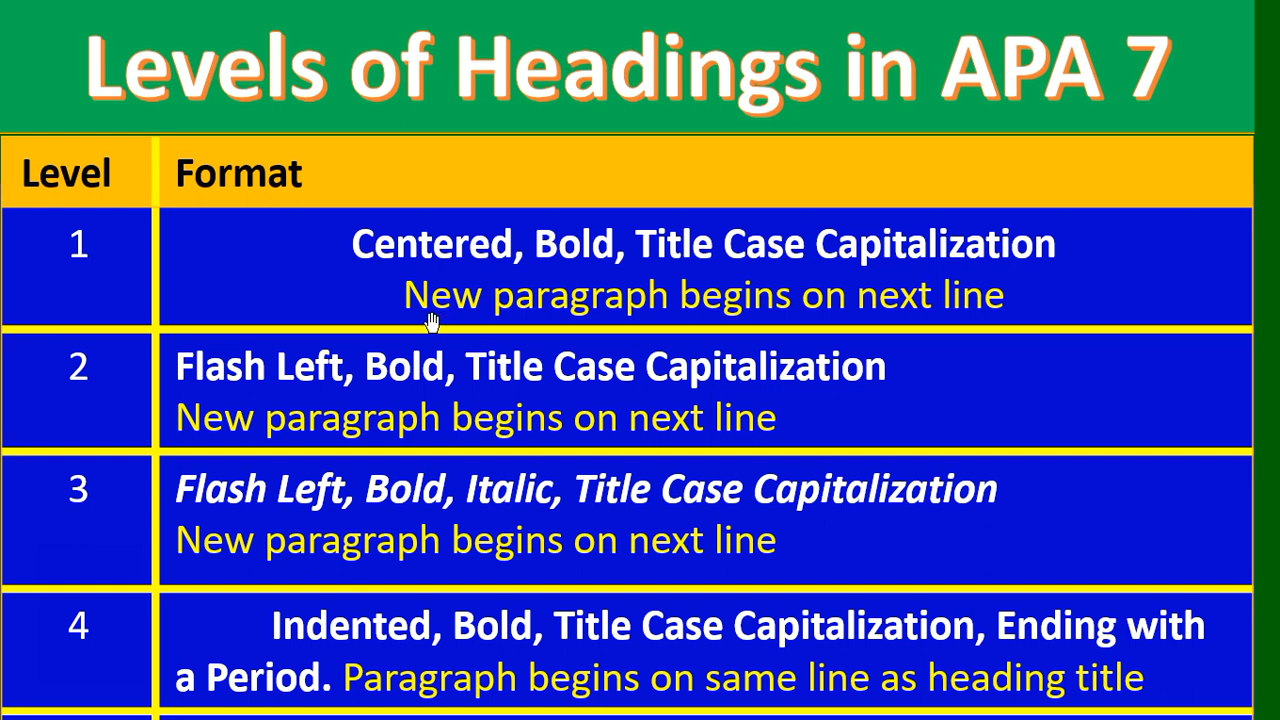 Levels of Headings in APA 7
Level Format
1 Centered, Bold, Title Case Capitalization
New paragraph begins on next line
2 Flash Left, Bold, Title Case Capitalization
New paragraph begins on next line
3 Flash Left, Bold, Italic, Title Case Capitalization
New paragraph begins on next line
4 Indented, Bold, Title Case Capitalization, Ending with
a Period. Paragraph begins on same line as heading title